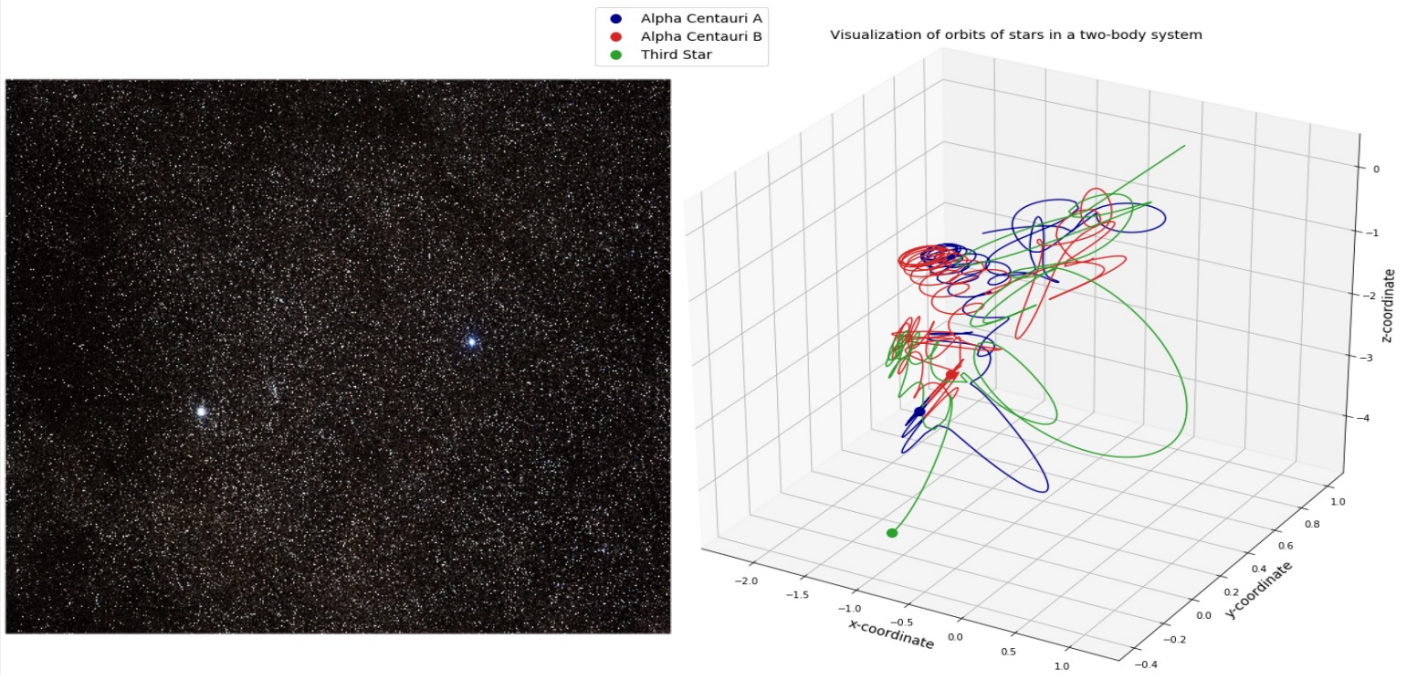 Alpha Centauri A
Alpha Centauri B
Third Star
Visualization of orbits of stars in a two-body system
0
−1
−2
−3
−4
z-coordinate
1.0
0.8
0.6
0.4
0.2
0.0
−0.2
−0.4
y-coordinate
−2.0
−1.5
−1.0
−0.5
0.0
0.5
1.0
x-coordinate